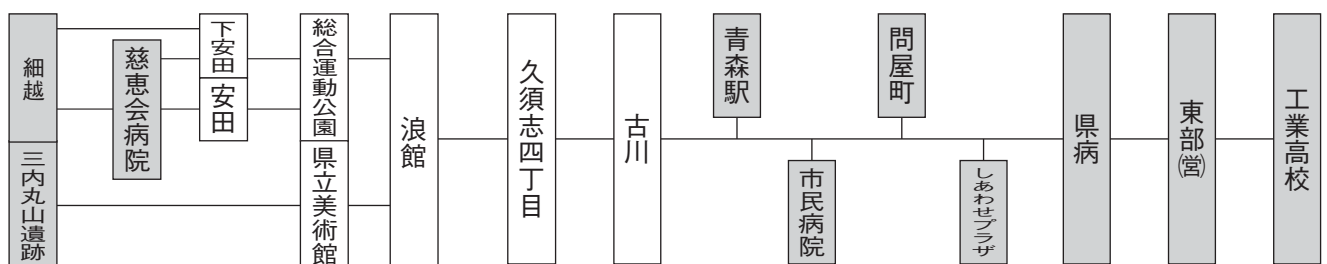 細越
三内丸山遺跡
慈恵会病院
下安田
安田
総合運動公園
県立美術館
浪館
久須志四丁目
古川
青森駅
市民病院
問屋町
しあわせプラザ
県病
東部(営)
工業高校